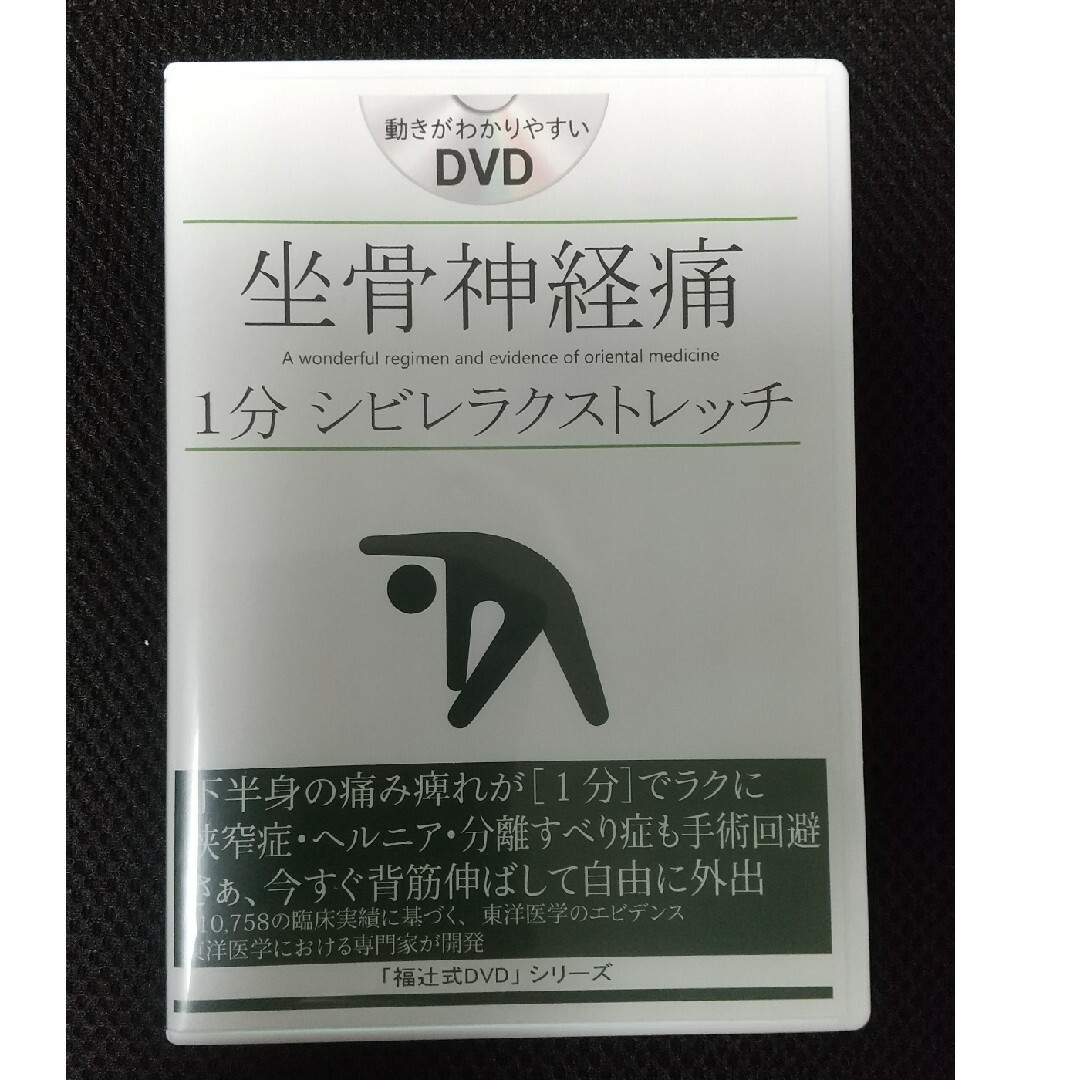 動きがわかりやすい
DVD
坐骨神経痛
A wonderful regimen and evidence of oriental medicine
1分 シビレラクストレッチ
下半身の痛み痺れが[1分]でラクに
狭窄症・ヘルニア・分離すべり症も手術回避
さぁ、今すぐ背筋伸ばして自由に外出
10,758の臨床実績に基づく、東洋医学のエビデンス
東洋医学における専門家が開発
「福辻式DVD」シリーズ